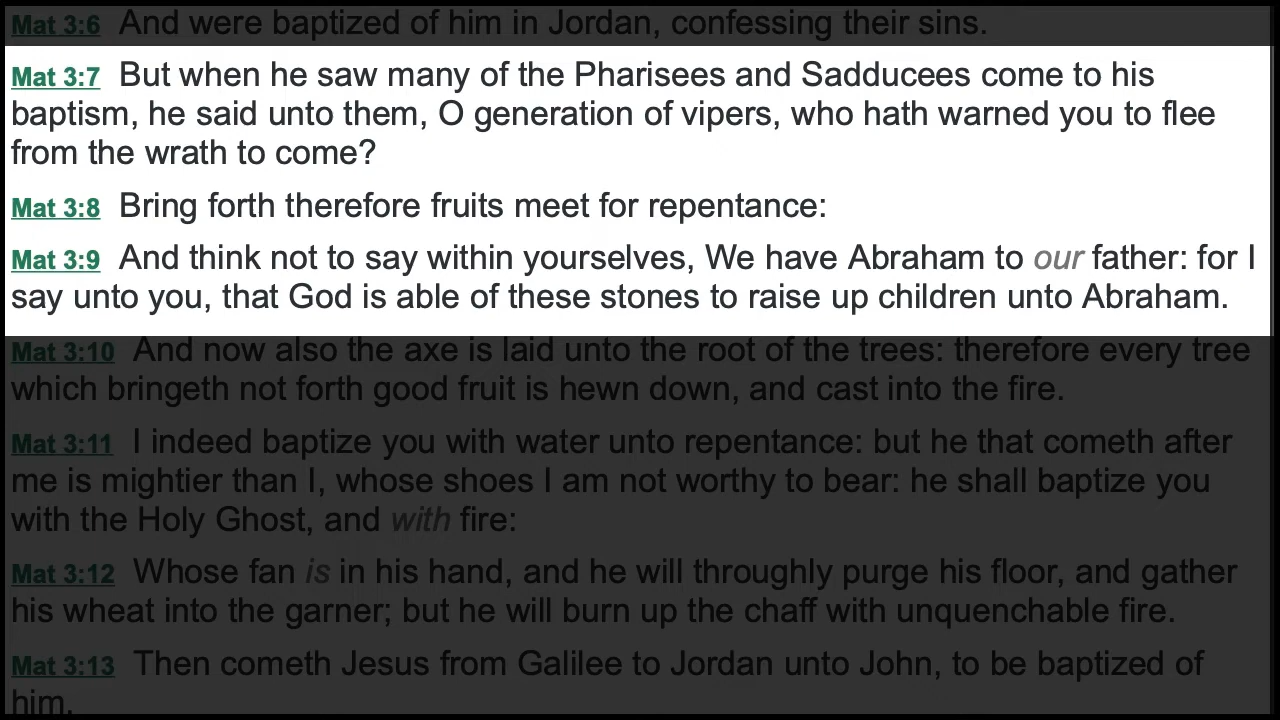 Mat 3:6 And were baptized of him in Jordan, confessing their sins.
Mat 3:7 But when he saw many of the Pharisees and Sadducees come to his
baptism, he said unto them, O generation of vipers, who hath warned you to flee
from the wrath to come?
Mat 3:8 Bring forth therefore fruits meet for repentance:
Mat 3:9 And think not to say within yourselves, We have Abraham to our father: for I
say unto you, that God is able of these stones to raise up children unto Abraham.
Mat 3:10 And now also the axe is laid unto the root of the trees: therefore every tree
which bringeth not forth good fruit is hewn down, and cast into the fire.
Mat 3:11 I indeed baptize you with water unto repentance: but he that cometh after
me is mightier than I, whose shoes I am not worthy to bear: he shall baptize you
with the Holy Ghost, and with fire:
Mat 3:12 Whose fan is in his hand, and he will throughly purge his floor, and gather
his wheat into the garner; but he will burn up the chaff with unquenchable fire.
Mat 3:13 Then cometh Jesus from Galilee to Jordan unto John, to be baptized of
him.